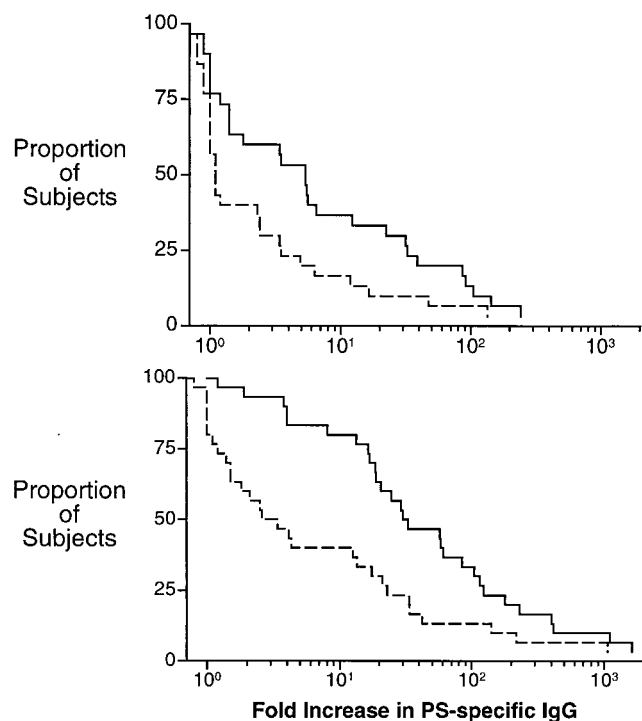 100
75
Proportion
of
Subjects
50
25
0
10⁰ 10¹ 10² 10³
100
75
Proportion
of
Subjects
50
25
0
10⁰ 10¹ 10² 10³
Fold Increase in PS-specific IgG